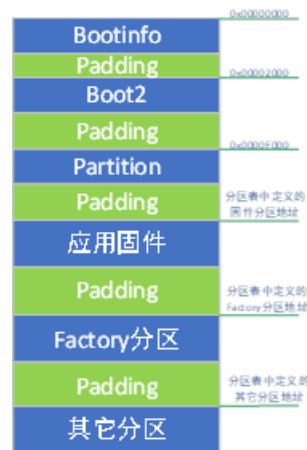 0x00000000
Bootinfo
Padding
0x00002000
Boot2
Padding
0x0000E000
Partition
Padding
分区表中定义的
固件分区地址
应用固件
Padding
分区表中定义的
Factory分区地址
Factory分区
Padding
分区表中定义的
其它分区地址
其它分区